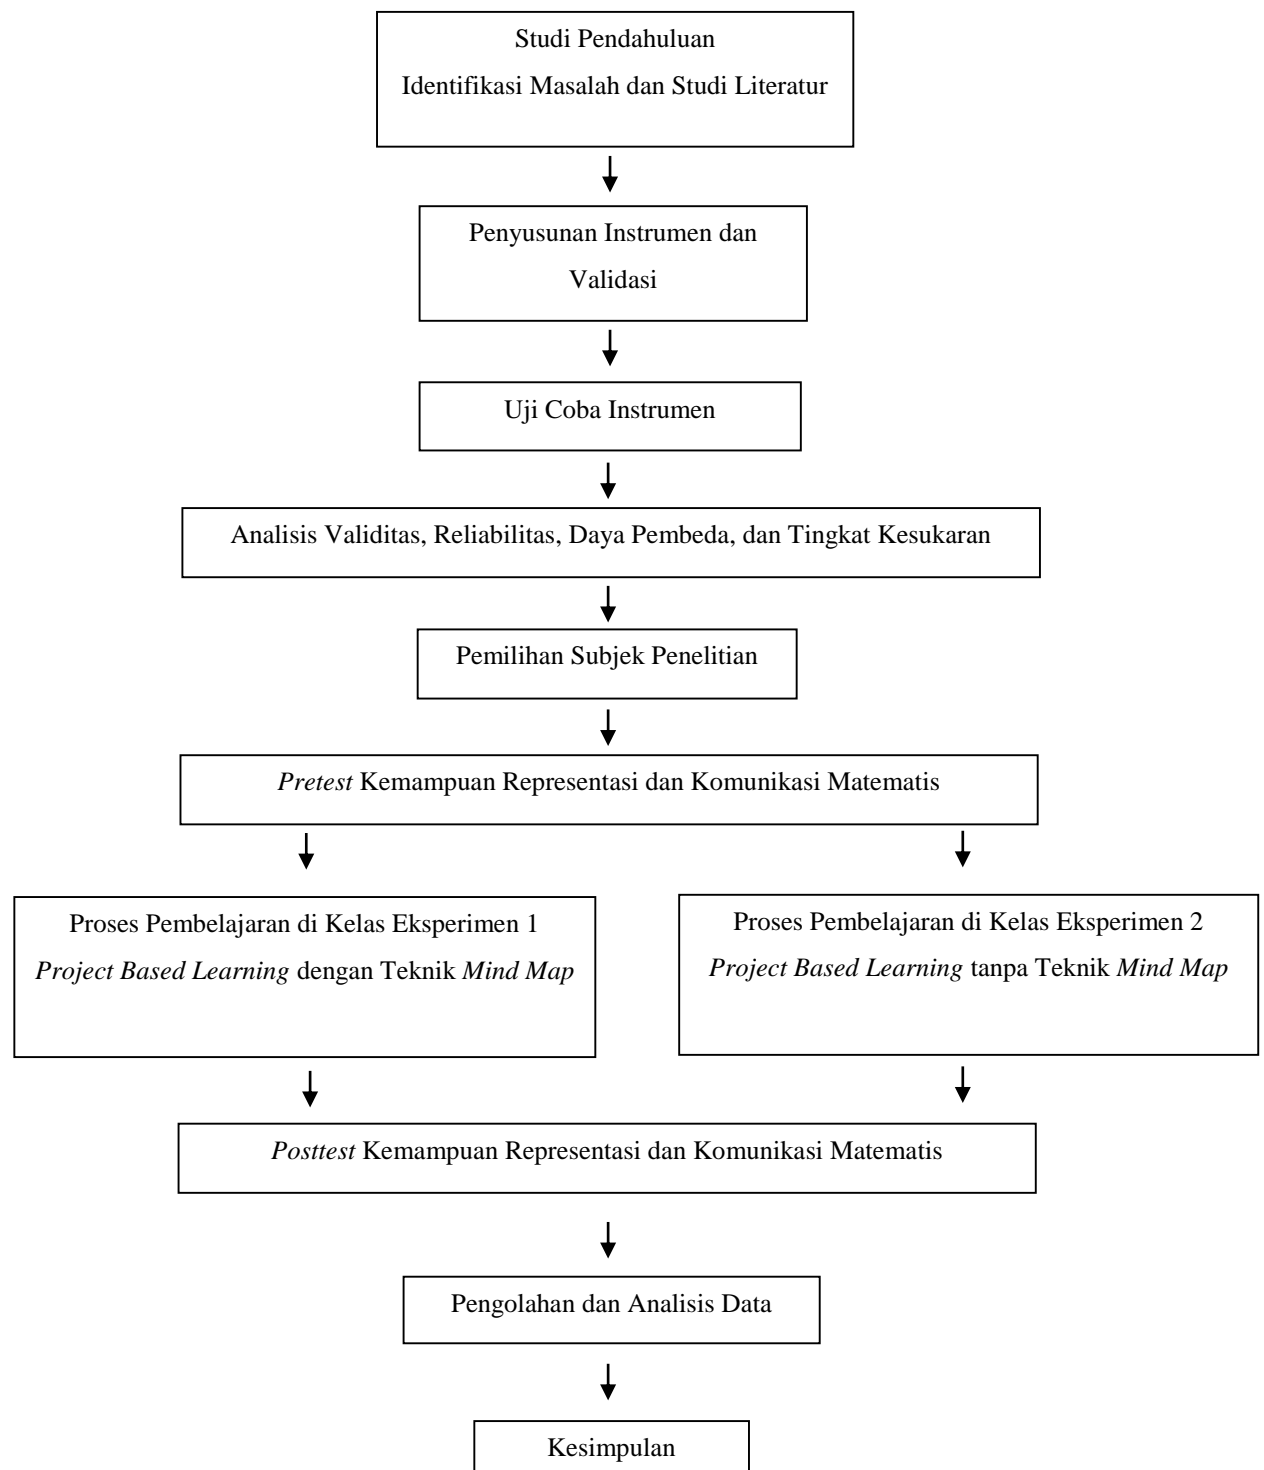 Studi Pendahuluan
Identifikasi Masalah dan Studi Literatur
Penyusunan Instrumen dan
Validasi
Uji Coba Instrumen
Analisis Validitas, Reliabilitas, Daya Pembeda, dan Tingkat Kesukaran
Pemilihan Subjek Penelitian
Pretest Kemampuan Representasi dan Komunikasi Matematis
Proses Pembelajaran di Kelas Eksperimen 1
Project Based Learning dengan Teknik Mind Map
Proses Pembelajaran di Kelas Eksperimen 2
Project Based Learning tanpa Teknik Mind Map
Posttest Kemampuan Representasi dan Komunikasi Matematis
Pengolahan dan Analisis Data
Kesimpulan